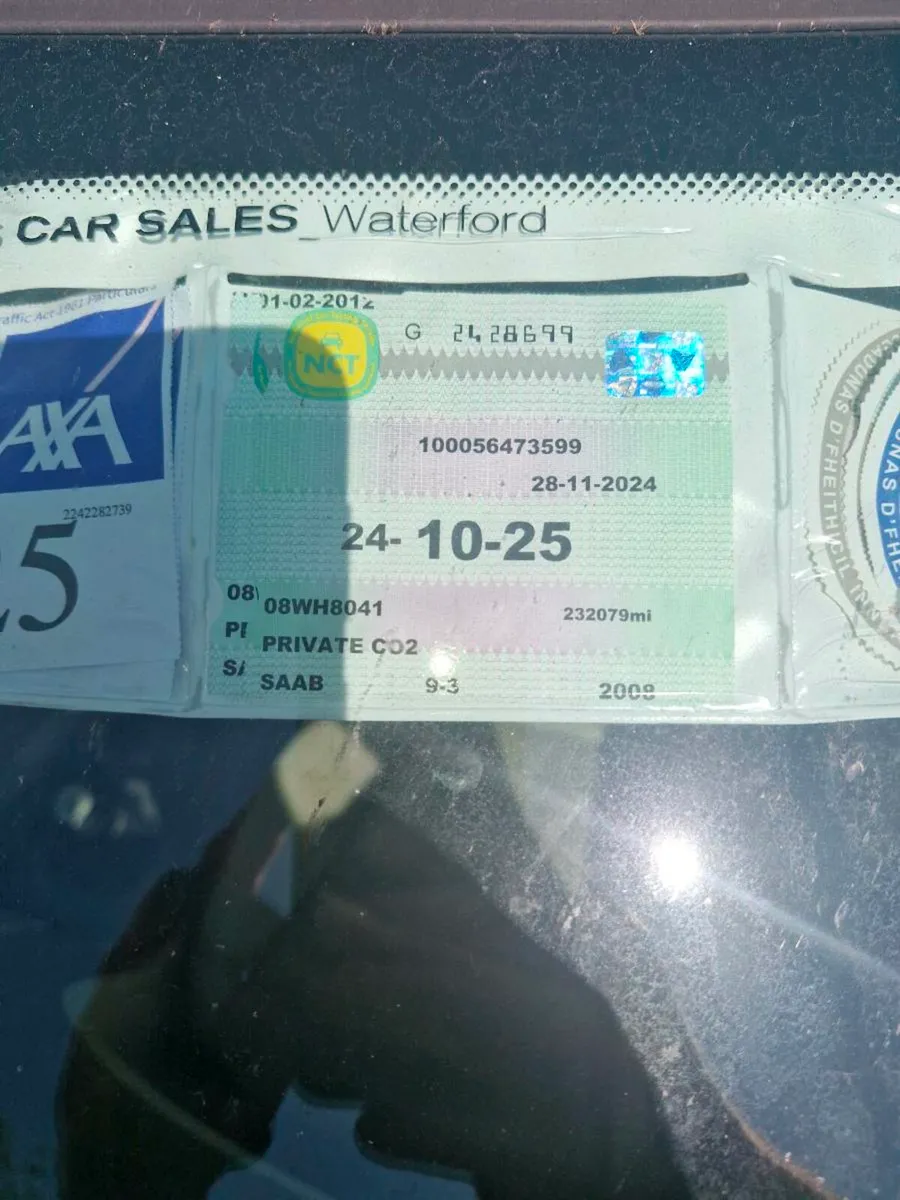 CAR SALES_Waterford
01-02-2012
NCT
G 2428699
AXA
100056473599
28-11-2024
2242282739
24- 10-25
25
08
08WH8041
232079mi
PRIVATE CO2
SAAB 9-3 2008